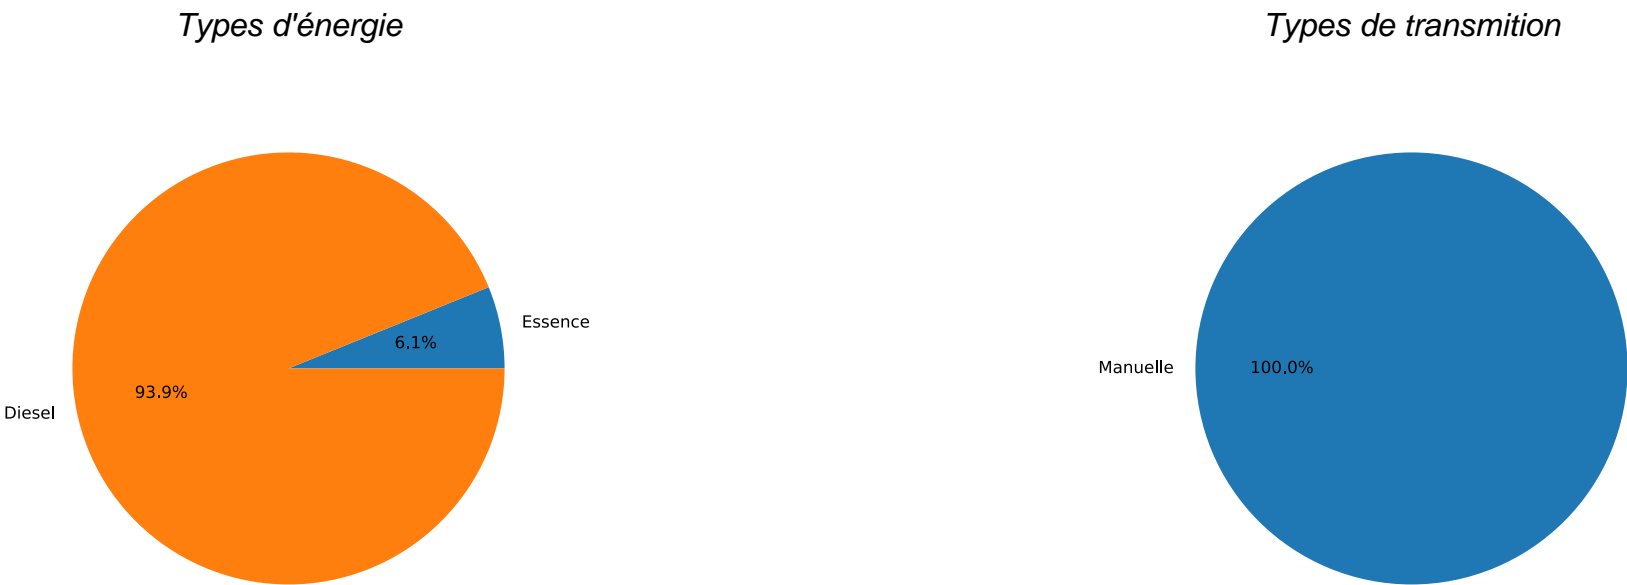 Types d'énergie
Types de transmition
Essence
6.1%
93.9%
Diesel
Manuelle
100.0%